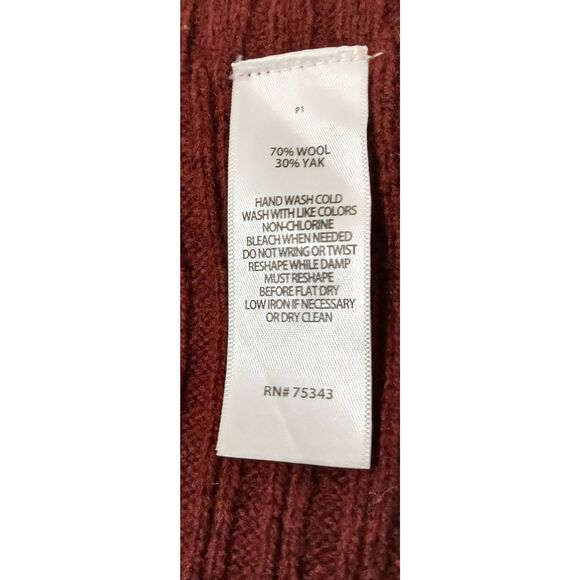 P1
70% WOOL
30% YAK
HAND WASH COLD
WASH WITH LIKE COLORS
NON-CHLORINE
BLEACH WHEN NEEDED
DO NOT WRING OR TWIST
RESHAPE WHILE DAMP
MUST RESHAPE
BEFORE FLAT DRY
LOW IRON IF NECESSARY
OR DRY CLEAN
RN# 75343